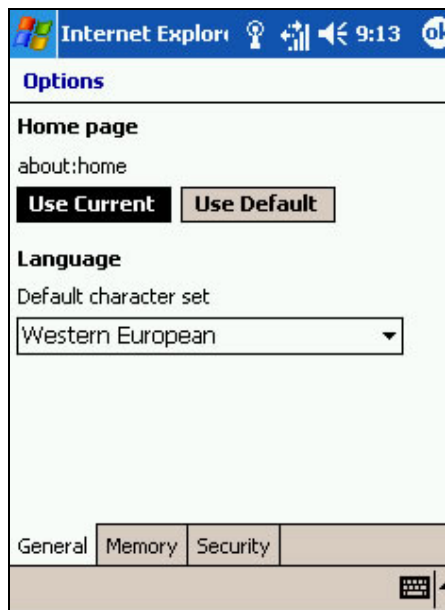 Internet Explor 9:13 ok
Options
Home page
about:home
Use Current Use Default
Language
Default character set
Western European
General Memory Security